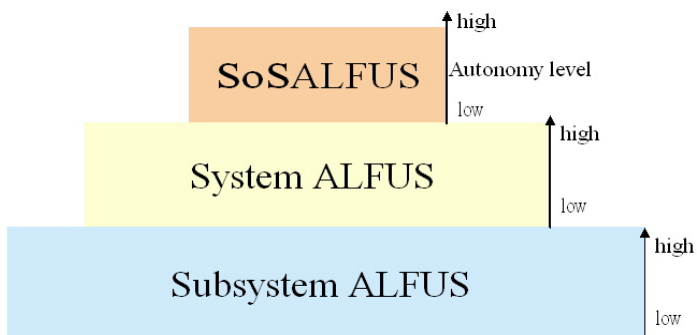 high
SoSALFUS
Autonomy level
low
high
System ALFUS
low
high
Subsystem ALFUS
low